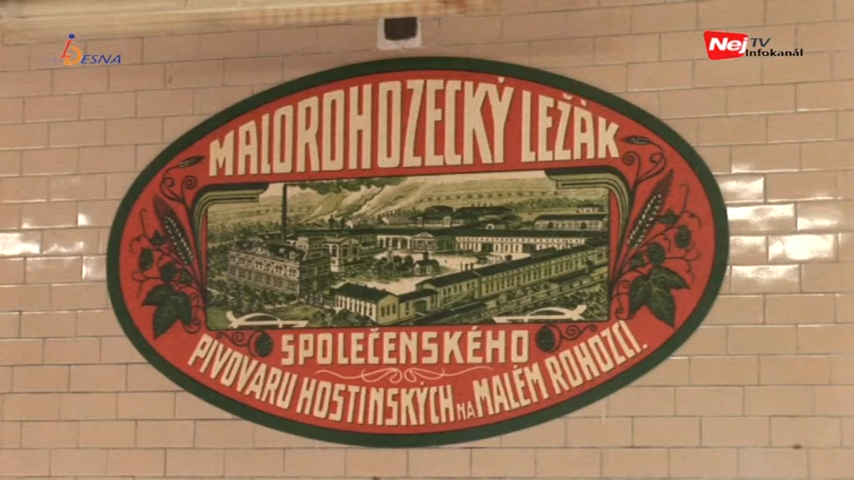 ESNA
Nej TV
Infokanál
MALOROHOZECKÝ LEŽÁK
SPOLEČENSKÉHO
PIVOVARU HOSTINSKÝCH NA MALÉM ROHOZCI.